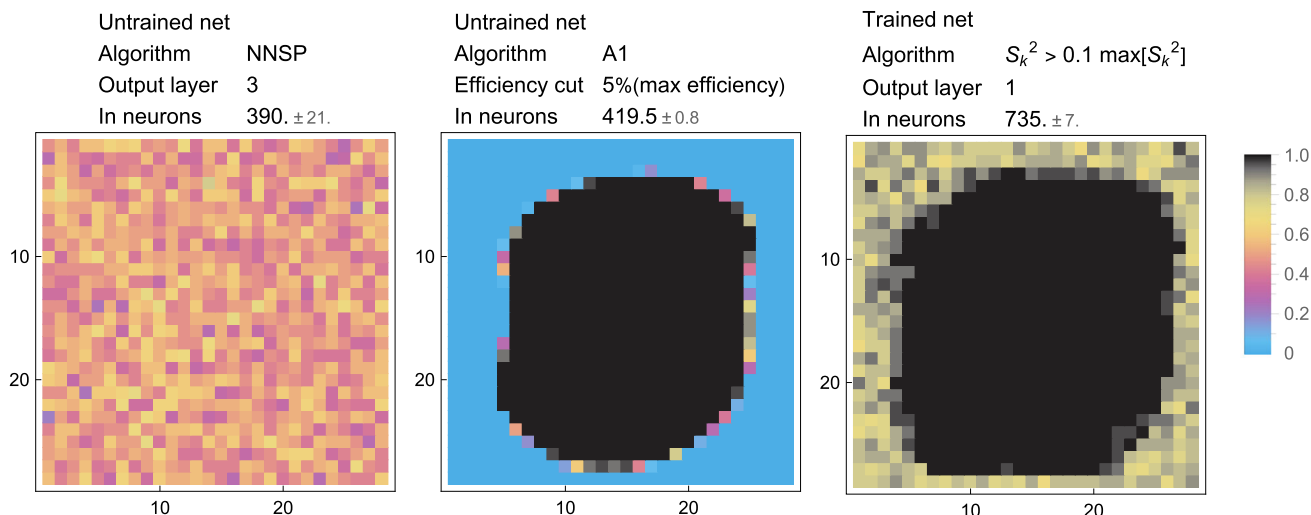 Untrained net
Algorithm NNSP
Output layer 3
In neurons 390. ± 21.
10
20
10 20
Untrained net
Algorithm A1
Efficiency cut 5%(max efficiency)
In neurons 419.5 ± 0.8
10
20
10 20
Trained net
Algorithm Sₖ² > 0.1 max[Sₖ²]
Output layer 1
In neurons 735. ± 7.
10
20
10 20
1.0
0.8
0.6
0.4
0.2
0